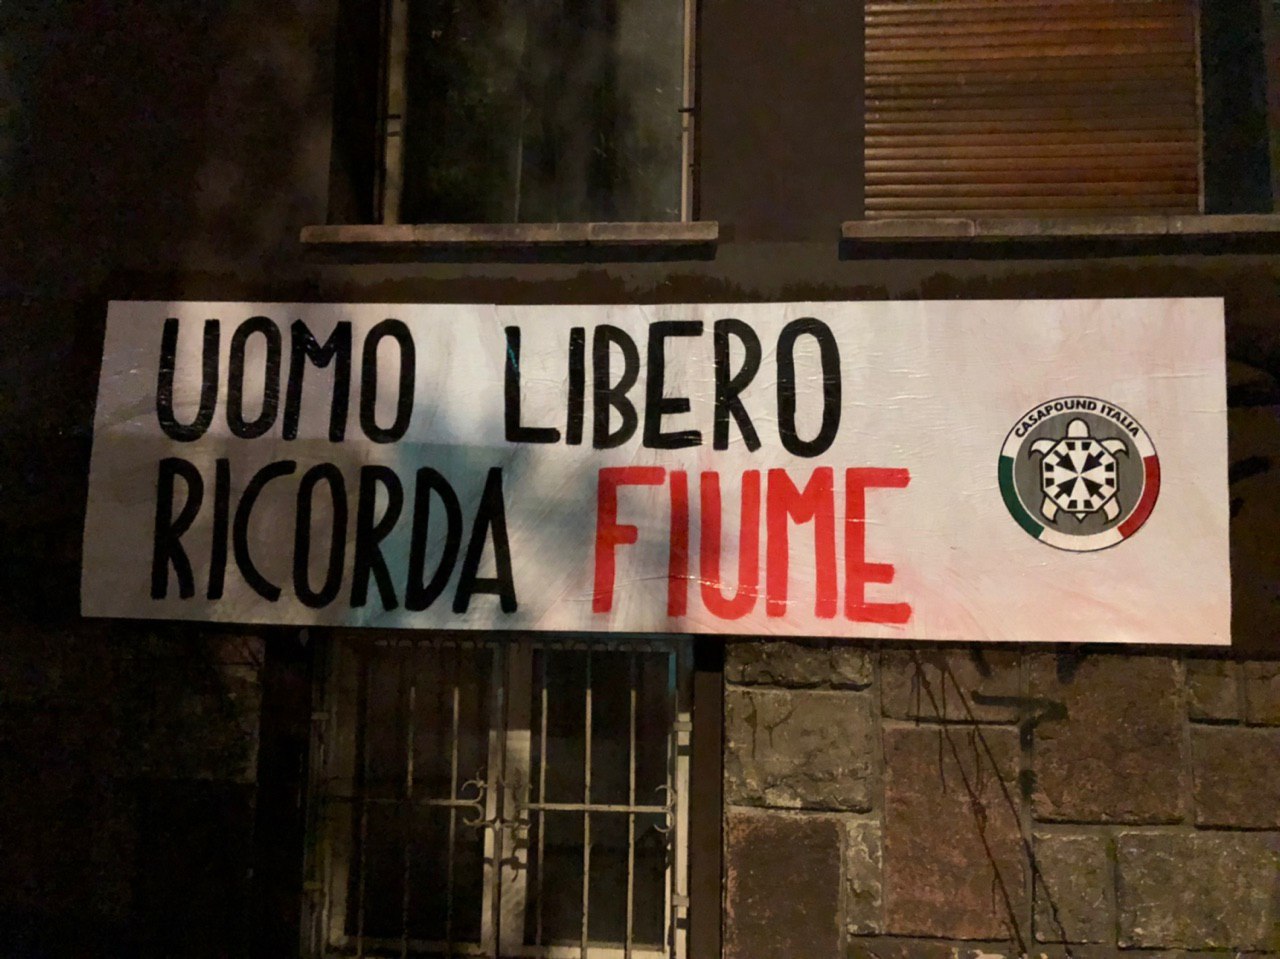 UOMO LIBERO
RICORDA FIUME
CASAPOUND ITALIA